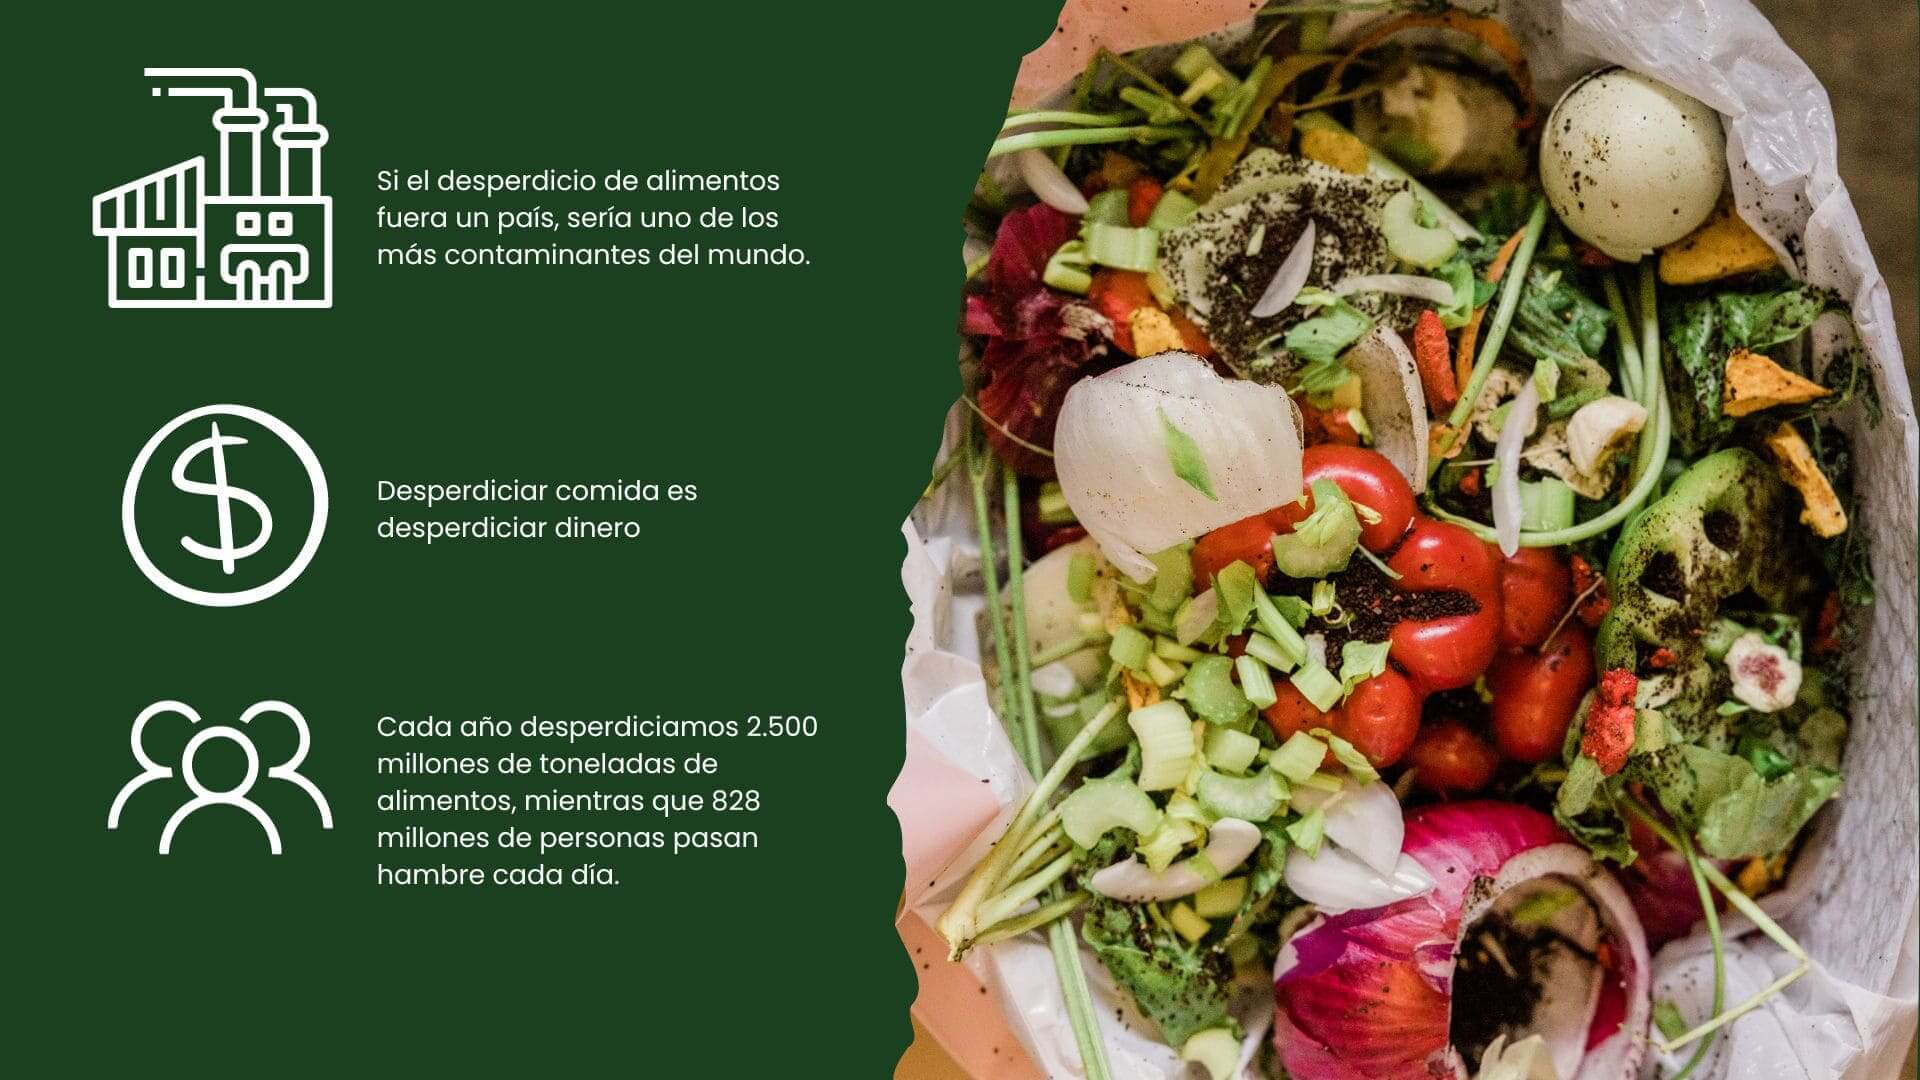 Si el desperdicio de alimentos
fuera un país, sería uno de los
más contaminantes del mundo.
Desperdiciar comida es
desperdiciar dinero
Cada año desperdiciamos 2.500
millones de toneladas de
alimentos, mientras que 828
millones de personas pasan
hambre cada día.